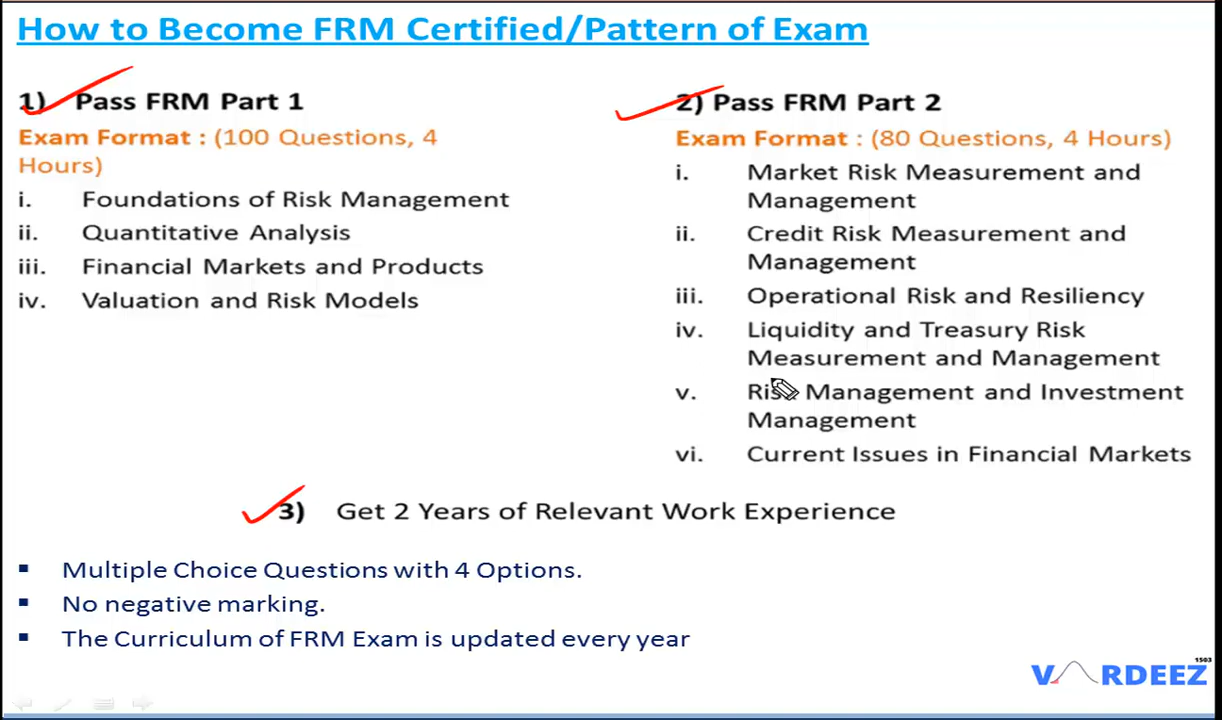 How to Become FRM Certified/Pattern of Exam
1) Pass FRM Part 1
Exam Format : (100 Questions, 4
Hours)
i. Foundations of Risk Management
ii. Quantitative Analysis
iii. Financial Markets and Products
iv. Valuation and Risk Models
2) Pass FRM Part 2
Exam Format : (80 Questions, 4 Hours)
i. Market Risk Measurement and
Management
ii. Credit Risk Measurement and
Management
iii. Operational Risk and Resiliency
iv. Liquidity and Treasury Risk
Measurement and Management
v. Risk Management and Investment
Management
vi. Current Issues in Financial Markets
3) Get 2 Years of Relevant Work Experience
▪ Multiple Choice Questions with 4 Options.
▪ No negative marking.
▪ The Curriculum of FRM Exam is updated every year
1503
VARDEEZ